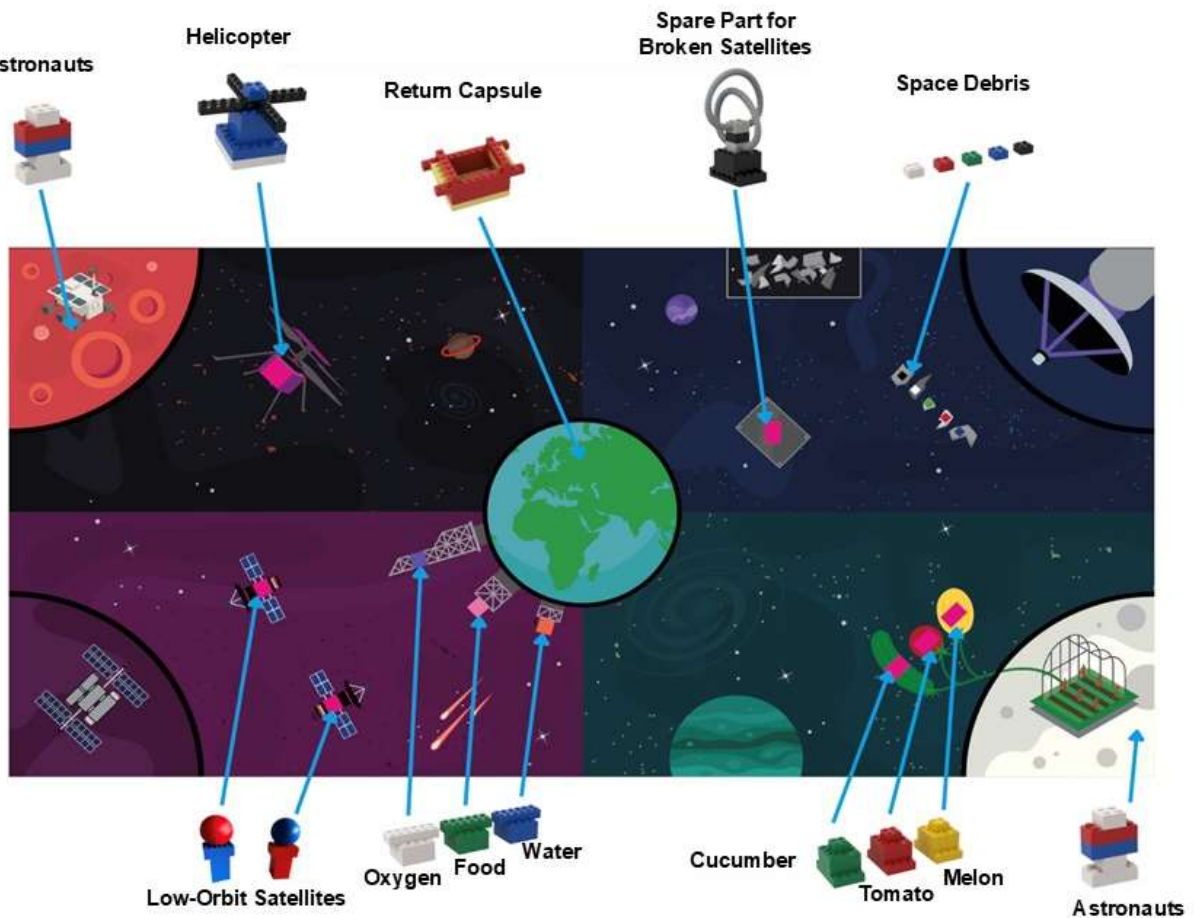 Spare Part for
Broken Satellites
Helicopter
stronauts
Return Capsule
Space Debris
Oxygen
Food
Water
Low-Orbit Satellites
Cucumber
Tomato
Melon
Astronauts